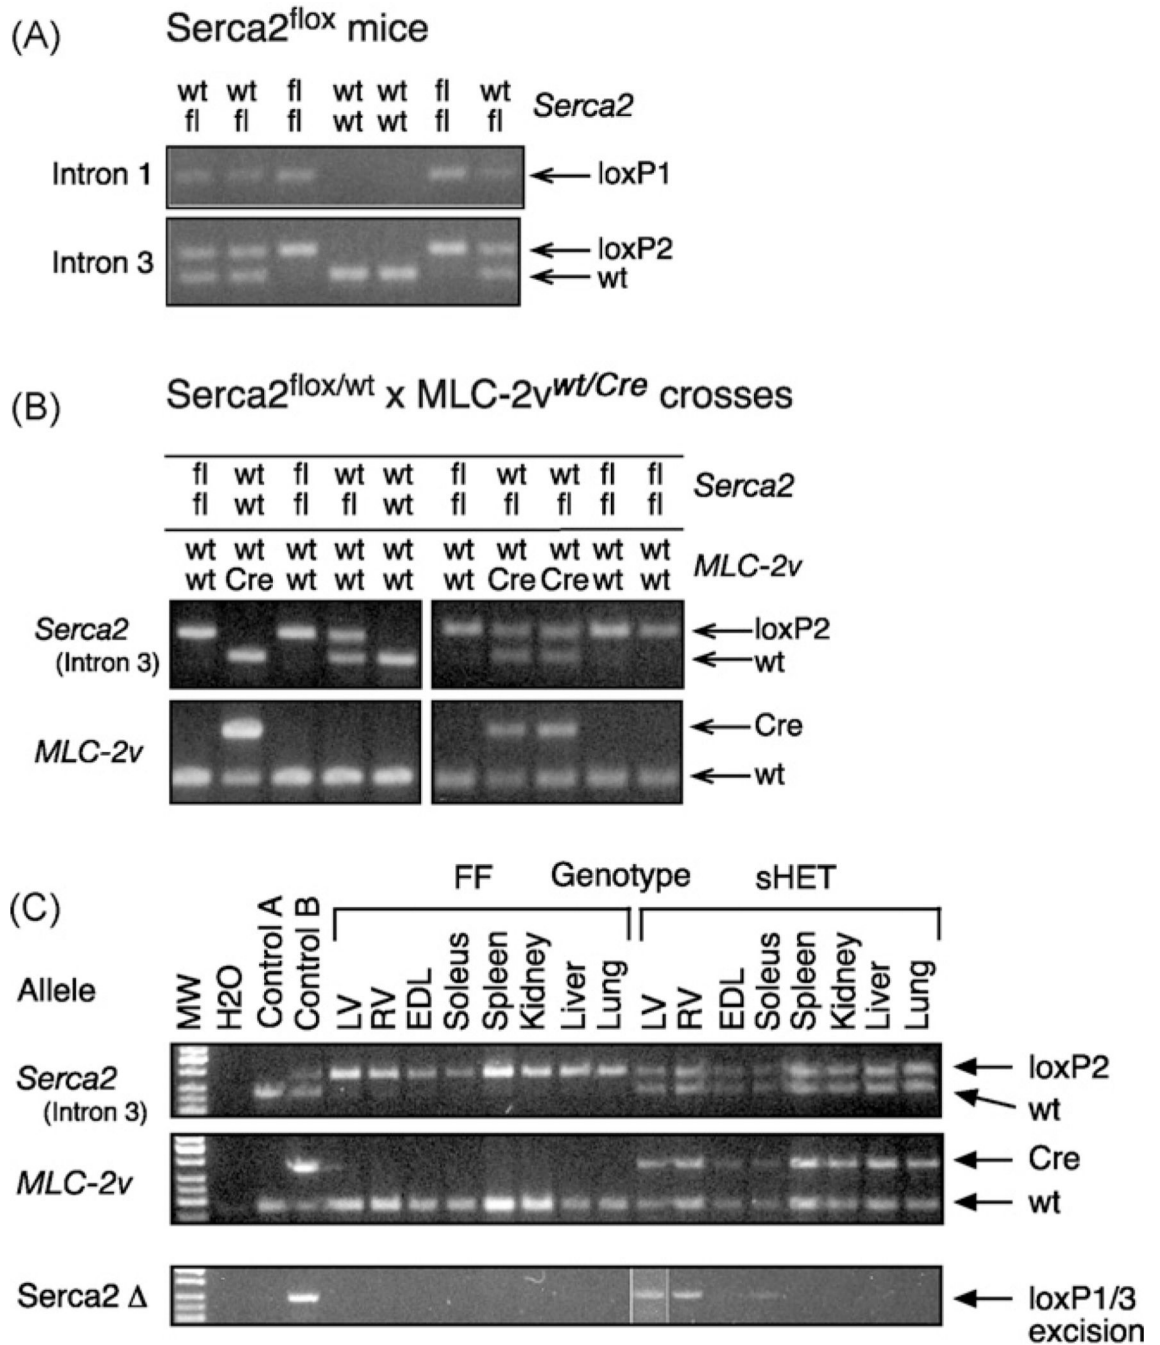 (A) Serca2flox mice
wt wt fl wt wt fl wt
fl fl fl wt wt fl fl
Serca2
Intron 1
loxP1
Intron 3
loxP2
wt
(B) Serca2flox/wt x MLC-2vwt/Cre crosses
fl wt fl wt wt fl wt wt fl fl
fl wt fl fl wt fl fl fl fl fl
Serca2
wt wt wt wt wt wt wt wt wt wt
wt Cre wt wt wt wt Cre Cre wt wt
MLC-2v
Serca2
(Intron 3)
loxP2
wt
MLC-2v
Cre
wt
(C)
FF Genotype sHET
Allele
MW H2O Control A Control B LV RV EDL Soleus Spleen Kidney Liver Lung LV RV EDL Soleus Spleen Kidney Liver Lung
Serca2
(Intron 3)
loxP2
wt
MLC-2v
Cre
wt
Serca2 Δ
loxP1/3
excision